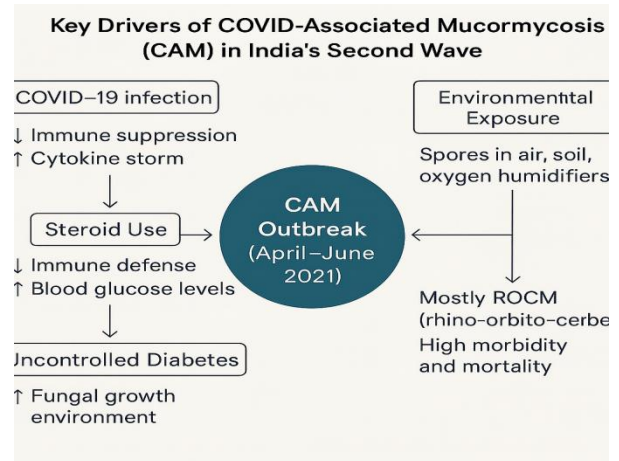 Key Drivers of COVID-Associated Mucormycosis
(CAM) in India's Second Wave
COVID–19 infection
↓ Immune suppression
↑ Cytokine storm
Steroid Use
↓ Immune defense
↑ Blood glucose levels
Uncontrolled Diabetes
↑ Fungal growth
environment
CAM
Outbreak
(April–June
2021)
Environmental
Exposure
Spores in air, soil,
oxygen humidifiers
Mostly ROCM
(rhino-orbito-cerbe
High morbidity
and mortality